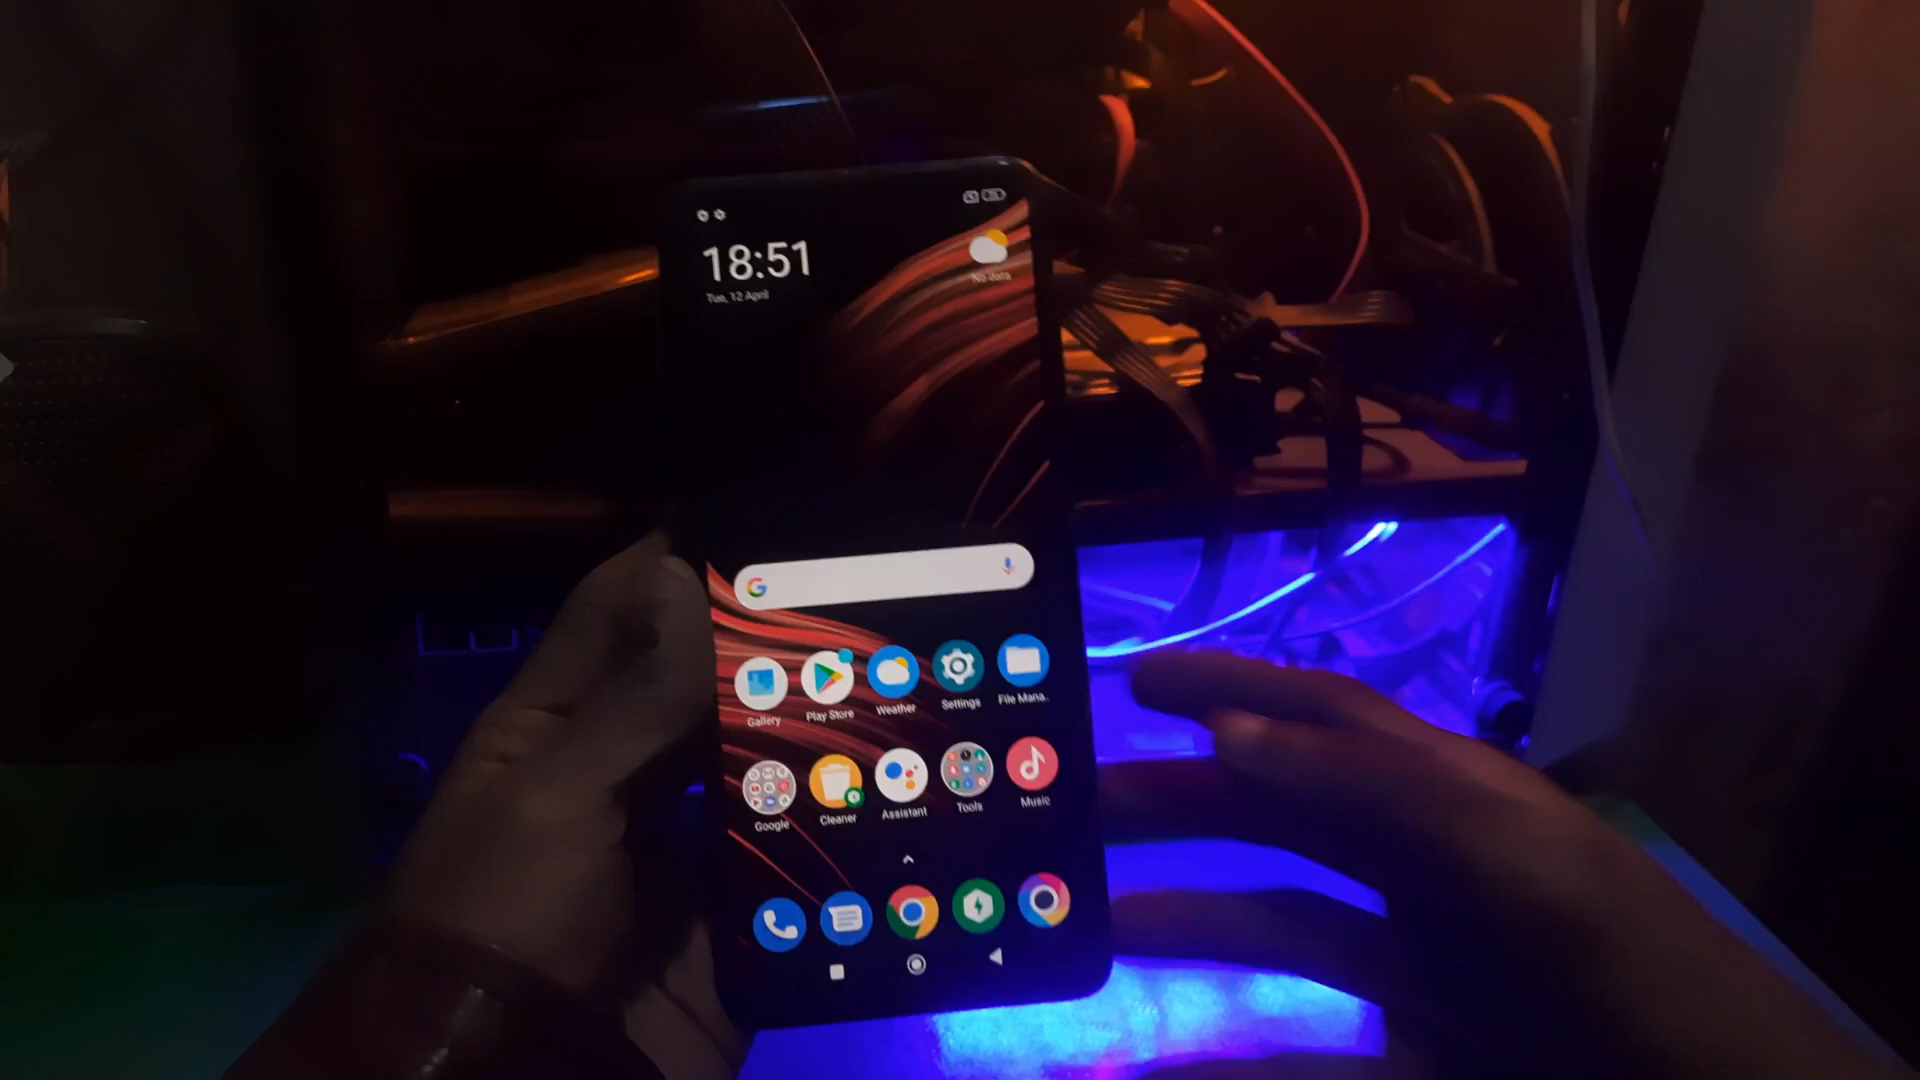 18:51
Tue, 12 April
No data
Gallery
Play Store
Weather
Settings
File Mana..
Google
Cleaner
Assistant
Tools
Music